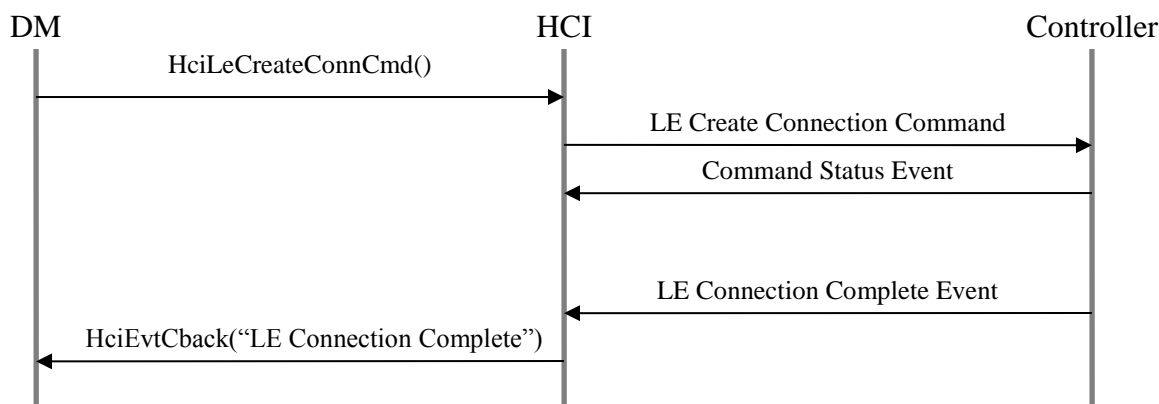 DM
HCI
Controller
HciLeCreateConnCmd()
LE Create Connection Command
Command Status Event
LE Connection Complete Event
HciEvtCback(“LE Connection Complete”)